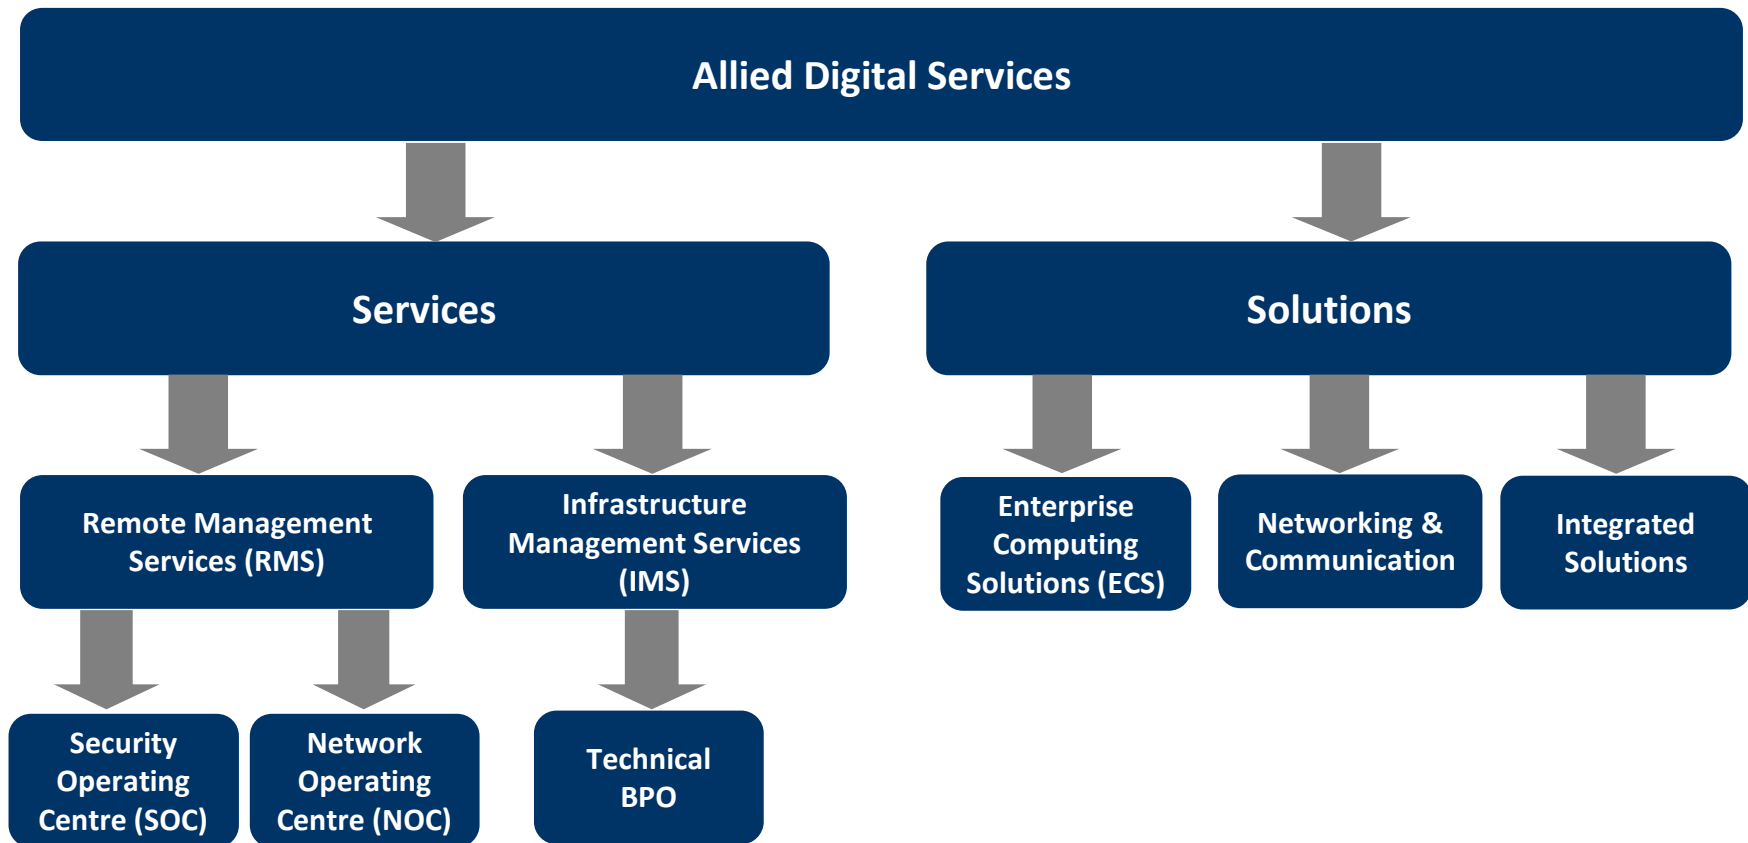 Allied Digital Services
Services
Solutions
Remote Management
Services (RMS)
Infrastructure
Management Services
(IMS)
Enterprise
Computing
Solutions (ECS)
Networking &
Communication
Integrated
Solutions
Security
Operating
Centre (SOC)
Network
Operating
Centre (NOC)
Technical
BPO